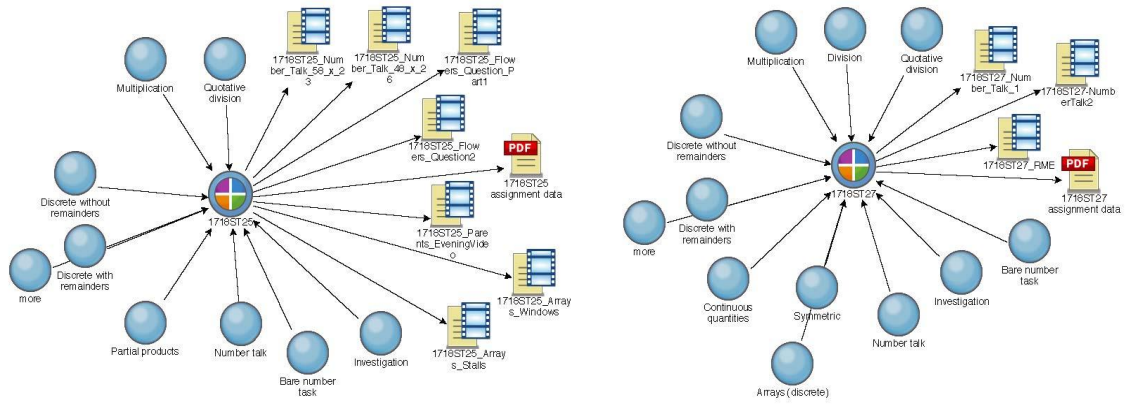 Multiplication
Quotative
division
1718ST25_Num
ber_Talk_58_x_2
3
1718ST25_Num
ber_Talk_48_x_2
6
1718ST25_Flow
ers_Question_P
art1
1718ST25_Flow
ers_Question2
PDF
1718ST25
assignment data
Discrete without
remainders
1718ST25
1718ST25_Pare
nts_EveningVide
o
Discrete with
remainders
more
1718ST25_Array
s_Windows
Partial products
Number talk
Bare number
task
Investigation
1718ST25_Array
s_Stalls
Multiplication
Division
Quotative
division
1718ST27_Num
ber_Talk_1
1718ST27-Numb
erTalk2
Discrete without
remainders
1718ST27_RME
PDF
1718ST27
assignment data
1718ST27
Discrete with
remainders
more
Bare number
task
Continuous
quantities
Symmetric
Investigation
Number talk
Arrays (discrete)